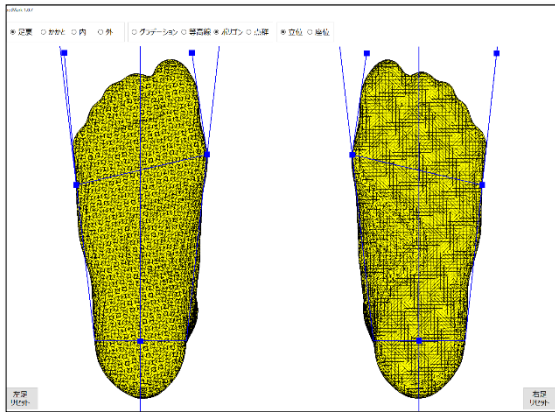 足裏 かかと 内 外 グラデーション 等高線 ポリゴン 点群 立位 座位
左足
リセット
右足
リセット